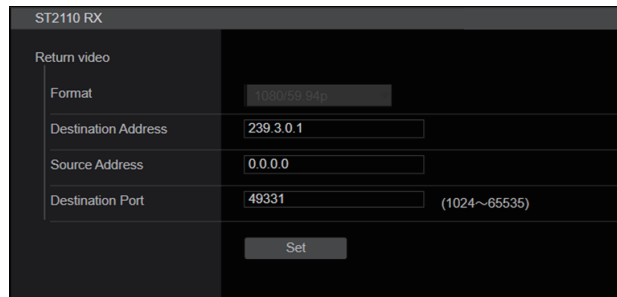 ST2110 RX
Return video
Format 1080/59.94p
Destination Address 239.3.0.1
Source Address 0.0.0.0
Destination Port 49331 (1024～65535)
Set